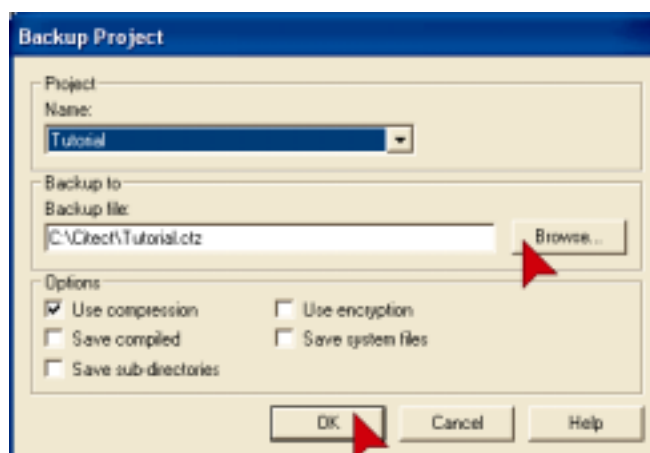 Backup Project
Project
Name:
Tutorial
Backup to
Backup file:
C:\Citect\Tutorial.ctz
Browse...
Options
Use compression
Use encryption
Save compiled
Save system files
Save sub-directories
OK
Cancel
Help